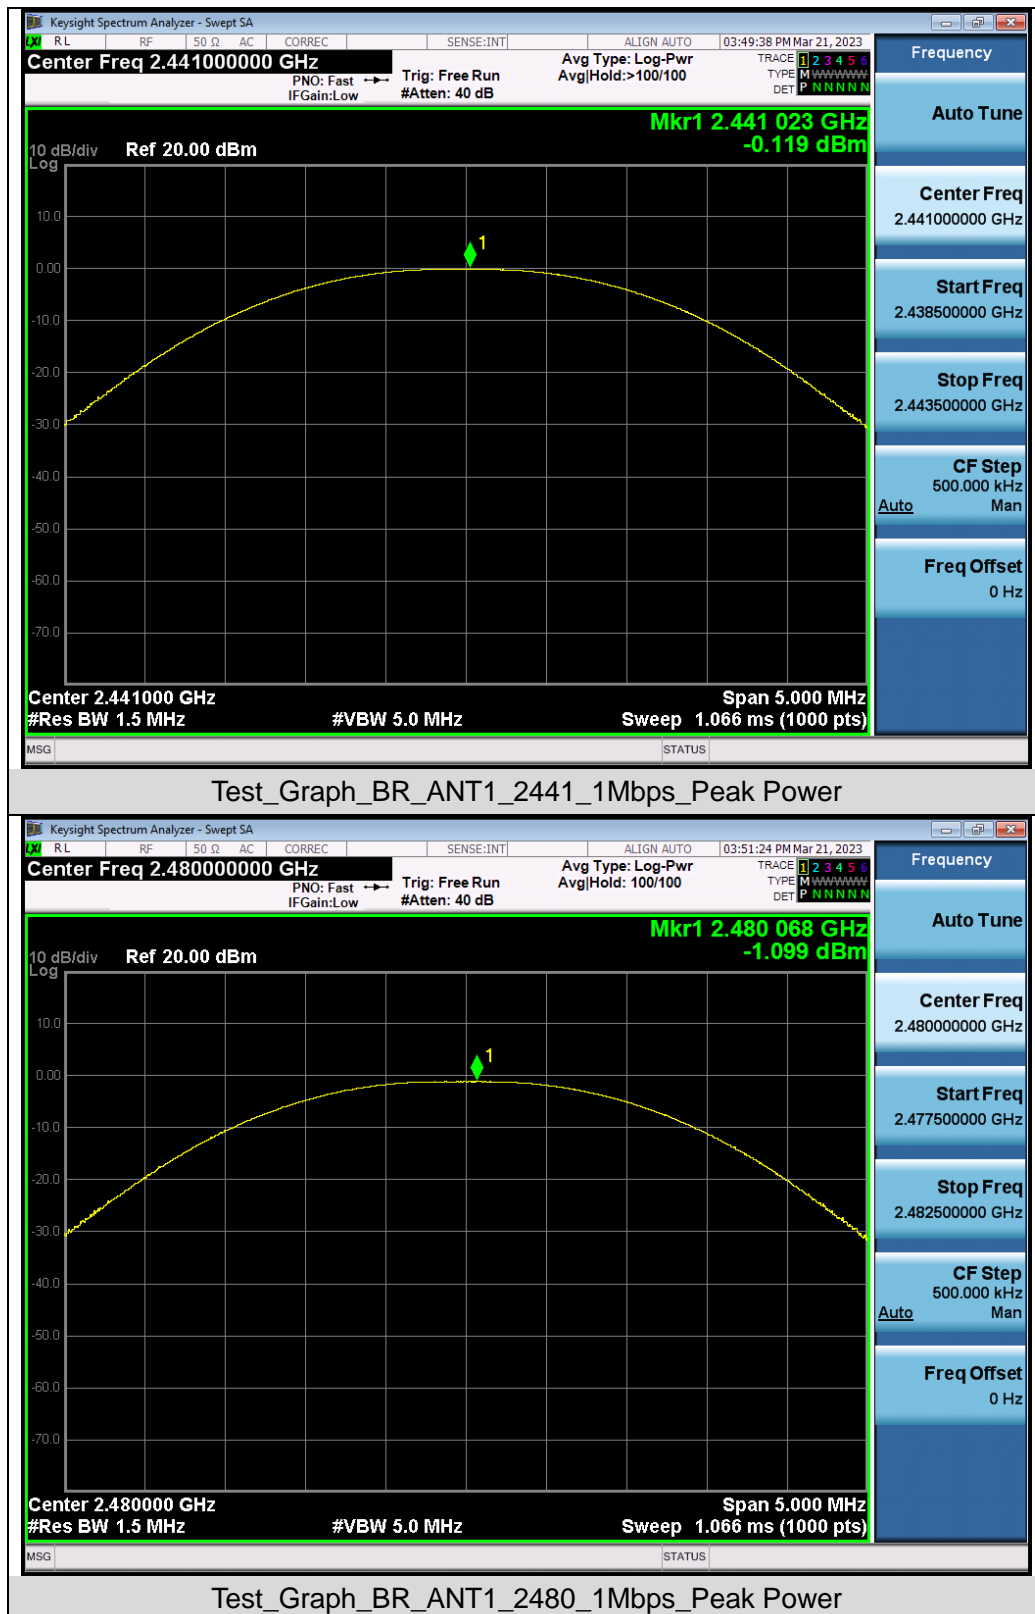 Keysight Spectrum Analyzer - Swept SA
LXI RL RF 50 Ω AC CORREC SENSE:INT ALIGN AUTO 03:49:38 PM Mar 21, 2023
Center Freq 2.441000000 GHz
PNO: Fast
IFGain:Low
Trig: Free Run
#Atten: 40 dB
Avg Type: Log-Pwr
Avg|Hold:>100/100
TRACE 1 2 3 4 5 6
TYPE M WWWWW
DET P N N N N N
Mkr1 2.441 023 GHz
-0.119 dBm
10 dB/div Ref 20.00 dBm
Log
1
10.0
0.00
-10.0
-20.0
-30.0
-40.0
-50.0
-60.0
-70.0
Center 2.441000 GHz Span 5.000 MHz
#Res BW 1.5 MHz #VBW 5.0 MHz Sweep 1.066 ms (1000 pts)
MSG STATUS
Frequency
Auto Tune
Center Freq
2.441000000 GHz
Start Freq
2.438500000 GHz
Stop Freq
2.443500000 GHz
CF Step
500.000 kHz
Auto Man
Freq Offset
0 Hz
Test_Graph_BR_ANT1_2441_1Mbps_Peak Power
Keysight Spectrum Analyzer - Swept SA
LXI RL RF 50 Ω AC CORREC SENSE:INT ALIGN AUTO 03:51:24 PM Mar 21, 2023
Center Freq 2.480000000 GHz
PNO: Fast
IFGain:Low
Trig: Free Run
#Atten: 40 dB
Avg Type: Log-Pwr
Avg|Hold: 100/100
TRACE 1 2 3 4 5 6
TYPE M WWWWW
DET P N N N N N
Mkr1 2.480 068 GHz
-1.099 dBm
10 dB/div Ref 20.00 dBm
Log
1
10.0
0.00
-10.0
-20.0
-30.0
-40.0
-50.0
-60.0
-70.0
Center 2.480000 GHz Span 5.000 MHz
#Res BW 1.5 MHz #VBW 5.0 MHz Sweep 1.066 ms (1000 pts)
MSG STATUS
Frequency
Auto Tune
Center Freq
2.480000000 GHz
Start Freq
2.477500000 GHz
Stop Freq
2.482500000 GHz
CF Step
500.000 kHz
Auto Man
Freq Offset
0 Hz
Test_Graph_BR_ANT1_2480_1Mbps_Peak Power